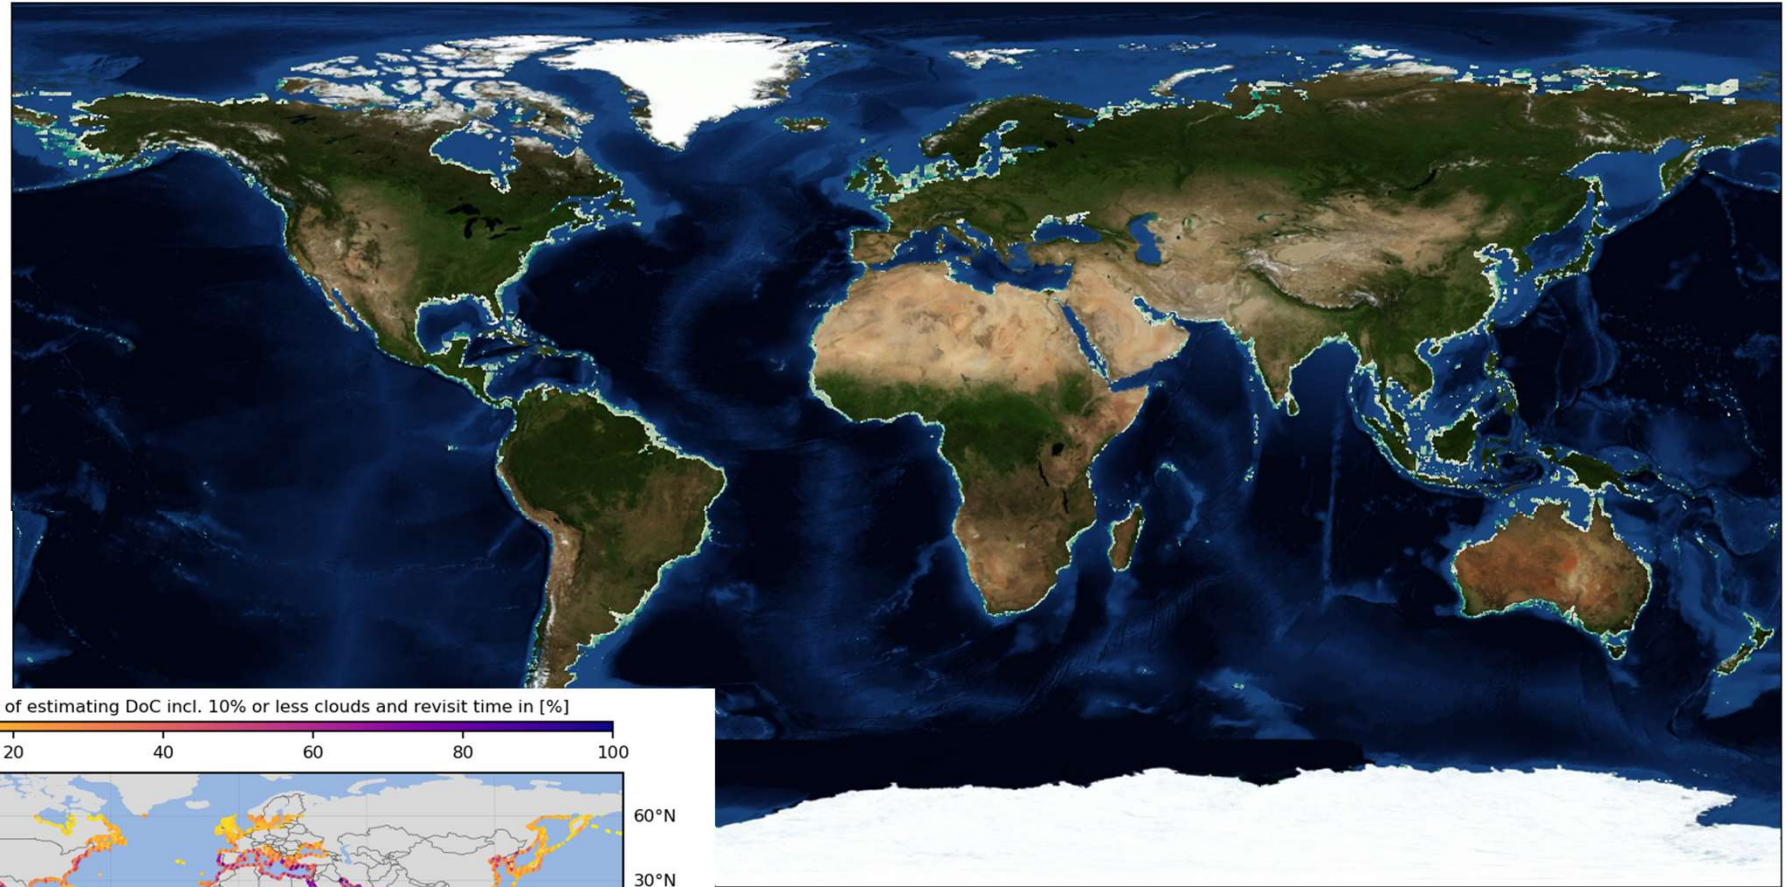 of estimating DoC incl. 10% or less clouds and revisit time in [%]
20 40 60 80 100
60°N
30°N